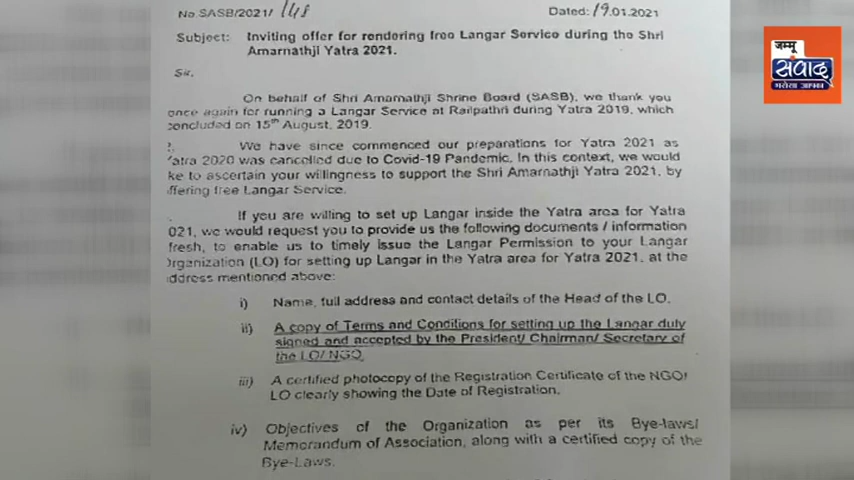 No.SASB/2021/ 148
Dated: 19.01.2021
Subject: Inviting offer for rendering free Langar Service during the Shri
Amarnathji Yatra 2021.
Sir,
On behalf of Shri Amarnathji Shrine Board (SASB), we thank you
once again for running a Langar Service at Railpathri during Yatra 2019, which
concluded on 15th August, 2019.
We have since commenced our preparations for Yatra 2021 as
Yatra 2020 was cancelled due to Covid-19 Pandemic. In this context, we would
ke to ascertain your willingness to support the Shri Amarnathji Yatra 2021, by
ffering free Langar Service.
If you are willing to set up Langar inside the Yatra area for Yatra
021, we would request you to provide us the following documents / information
fresh, to enable us to timely issue the Langar Permission to your Langar
Organization (LO) for setting up Langar in the Yatra area for Yatra 2021, at the
ddress mentioned above:
i) Name, full address and contact details of the Head of the LO.
ii) A copy of Terms and Conditions for setting up the Langar duly
signed and accepted by the President/ Chairman/ Secretary of
the LO/ NGO.
iii) A certified photocopy of the Registration Certificate of the NGO/
LO clearly showing the Date of Registration.
iv) Objectives of the Organization as per its Bye-laws/
Memorandum of Association, along with a certified copy of the
Bye-Laws.
जम्मू
संवाद
भरोसा आपका